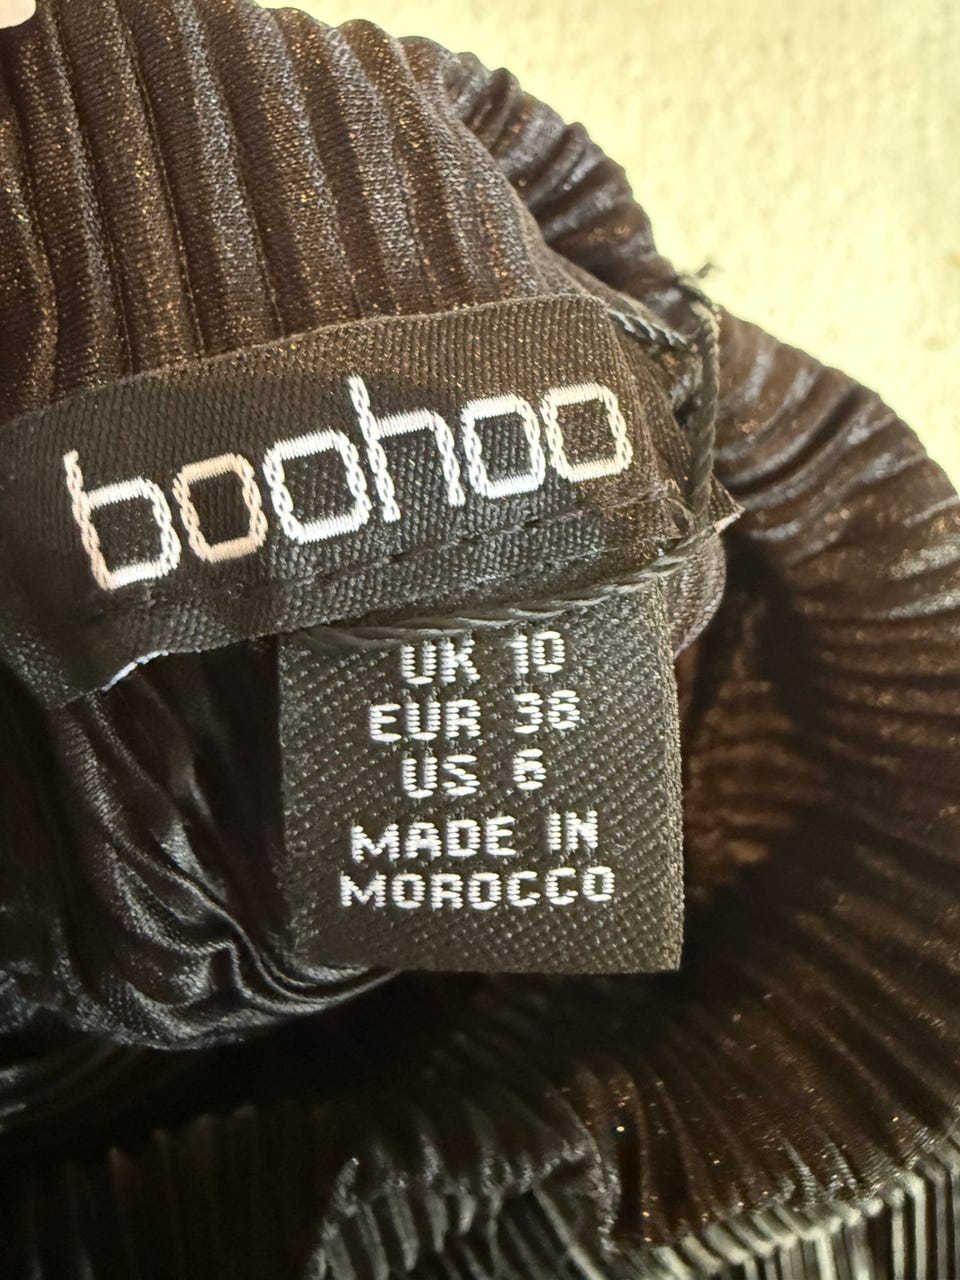 boohoo
UK 10
EUR 38
US 6
MADE IN
MOROCCO